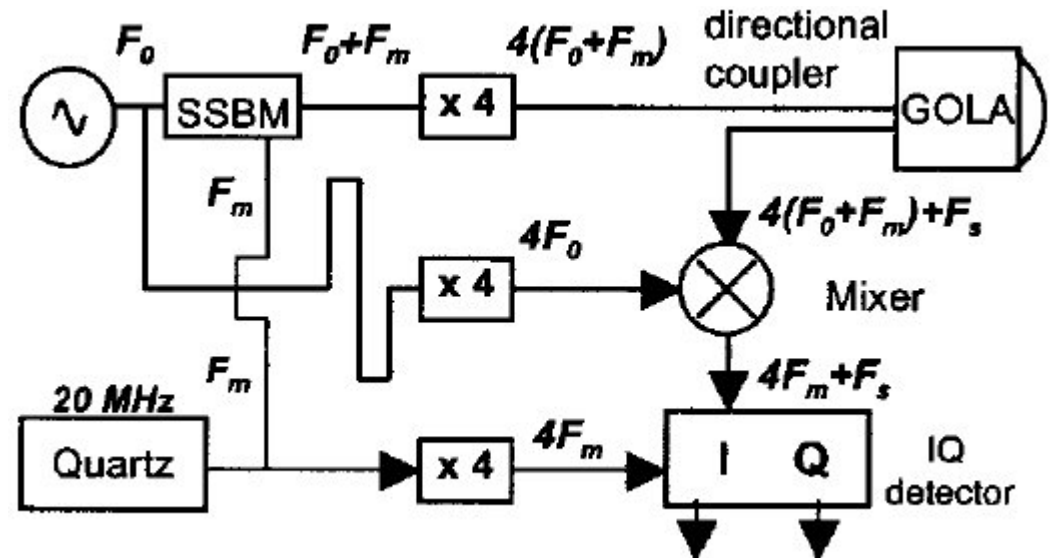 F₀
F₀+Fₘ
4(F₀+Fₘ)
directional
coupler
SSBM
x 4
GOLA
Fₘ
4(F₀+Fₘ)+Fₛ
4F₀
x 4
Mixer
Fₘ
4Fₘ+Fₛ
20 MHz
Quartz
x 4
4Fₘ
I Q
IQ
detector